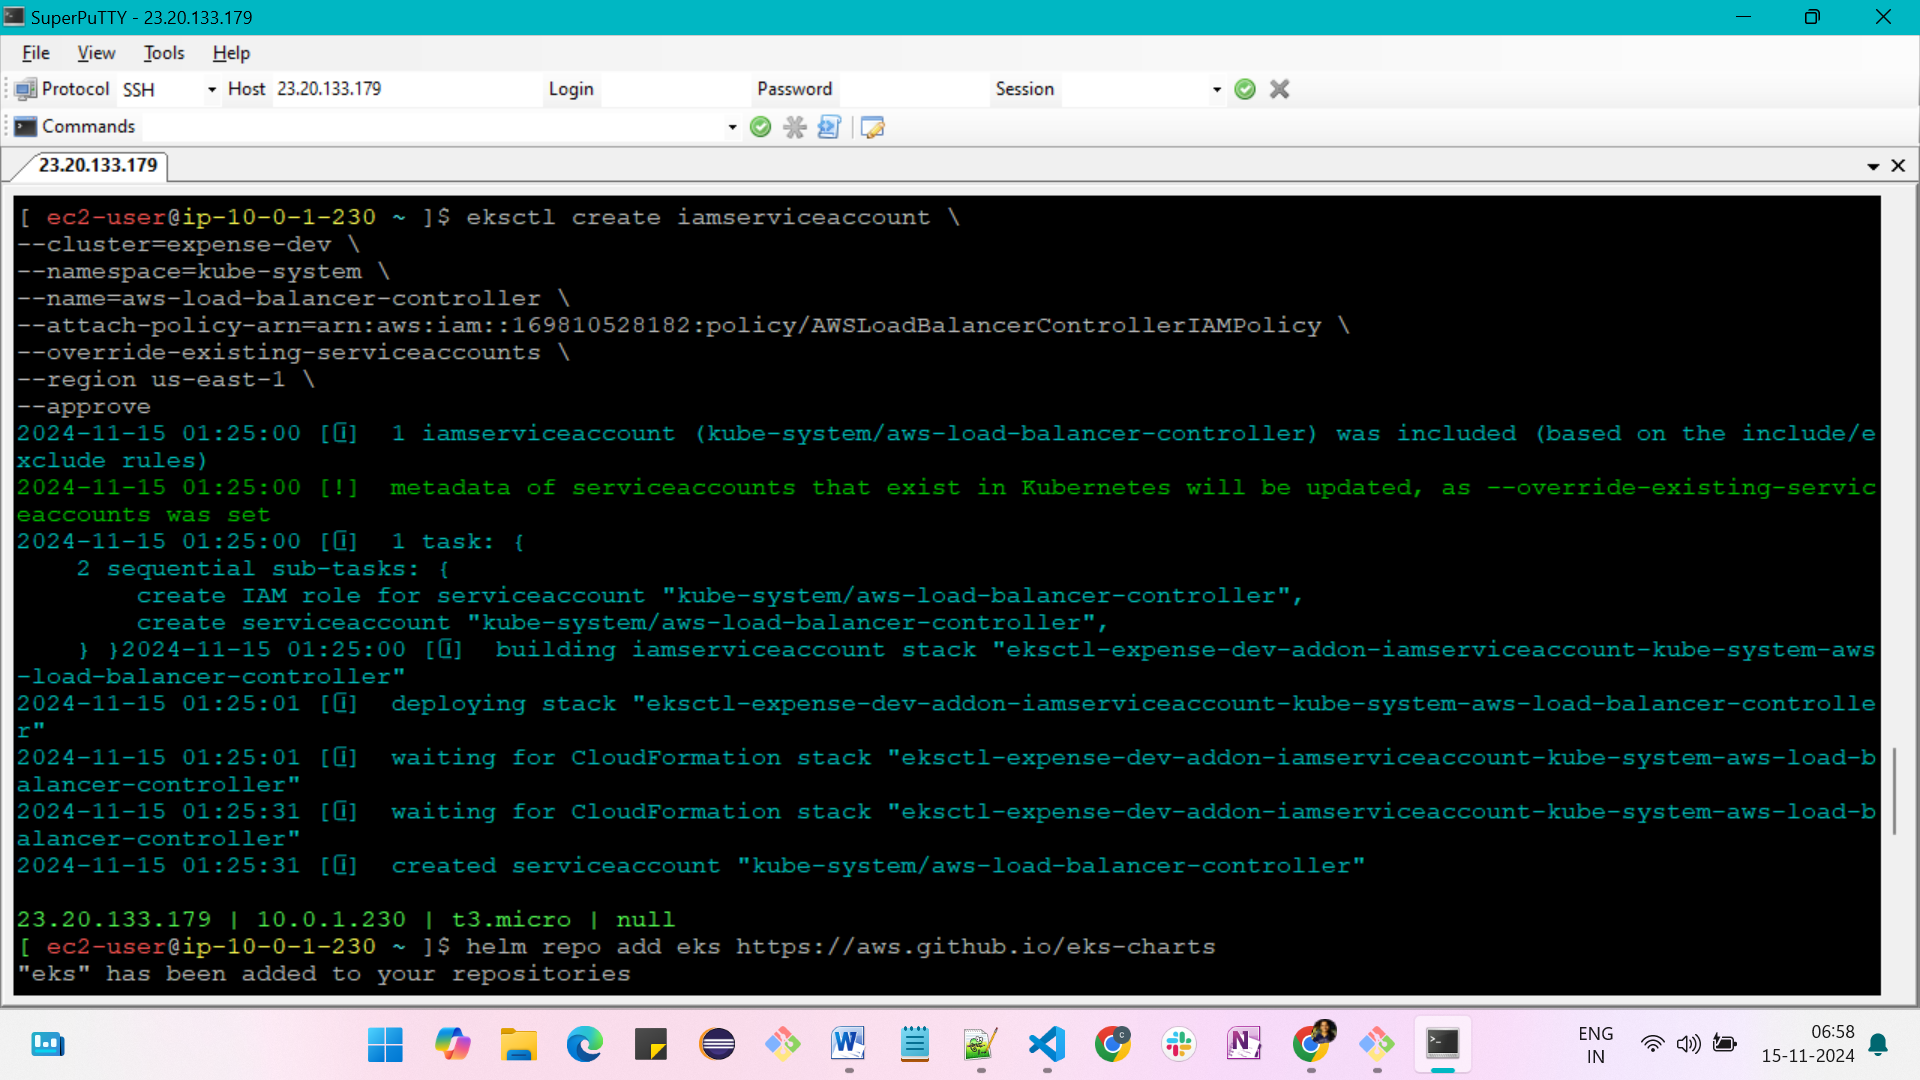 SuperPuTTY - 23.20.133.179
File View Tools Help
Protocol SSH Host 23.20.133.179 Login Password Session
Commands
23.20.133.179
[ ec2-user@ip-10-0-1-230 ~ ]$ eksctl create iamserviceaccount \
--cluster=expense-dev \
--namespace=kube-system \
--name=aws-load-balancer-controller \
--attach-policy-arn=arn:aws:iam::169810528182:policy/AWSLoadBalancerControllerIAMPolicy \
--override-existing-serviceaccounts \
--region us-east-1 \
--approve
2024-11-15 01:25:00 [ℹ]  1 iamserviceaccount (kube-system/aws-load-balancer-controller) was included (based on the include/e
xclude rules)
2024-11-15 01:25:00 [!]  metadata of serviceaccounts that exist in Kubernetes will be updated, as --override-existing-servic
eaccounts was set
2024-11-15 01:25:00 [ℹ]  1 task: {
    2 sequential sub-tasks: {
        create IAM role for serviceaccount "kube-system/aws-load-balancer-controller",
        create serviceaccount "kube-system/aws-load-balancer-controller",
    } }2024-11-15 01:25:00 [ℹ]  building iamserviceaccount stack "eksctl-expense-dev-addon-iamserviceaccount-kube-system-aws
-load-balancer-controller"
2024-11-15 01:25:01 [ℹ]  deploying stack "eksctl-expense-dev-addon-iamserviceaccount-kube-system-aws-load-balancer-controlle
r"
2024-11-15 01:25:01 [ℹ]  waiting for CloudFormation stack "eksctl-expense-dev-addon-iamserviceaccount-kube-system-aws-load-b
alancer-controller"
2024-11-15 01:25:31 [ℹ]  waiting for CloudFormation stack "eksctl-expense-dev-addon-iamserviceaccount-kube-system-aws-load-b
alancer-controller"
2024-11-15 01:25:31 [ℹ]  created serviceaccount "kube-system/aws-load-balancer-controller"
23.20.133.179 | 10.0.1.230 | t3.micro | null
[ ec2-user@ip-10-0-1-230 ~ ]$ helm repo add eks https://aws.github.io/eks-charts
"eks" has been added to your repositories
ENG
IN
06:58
15-11-2024